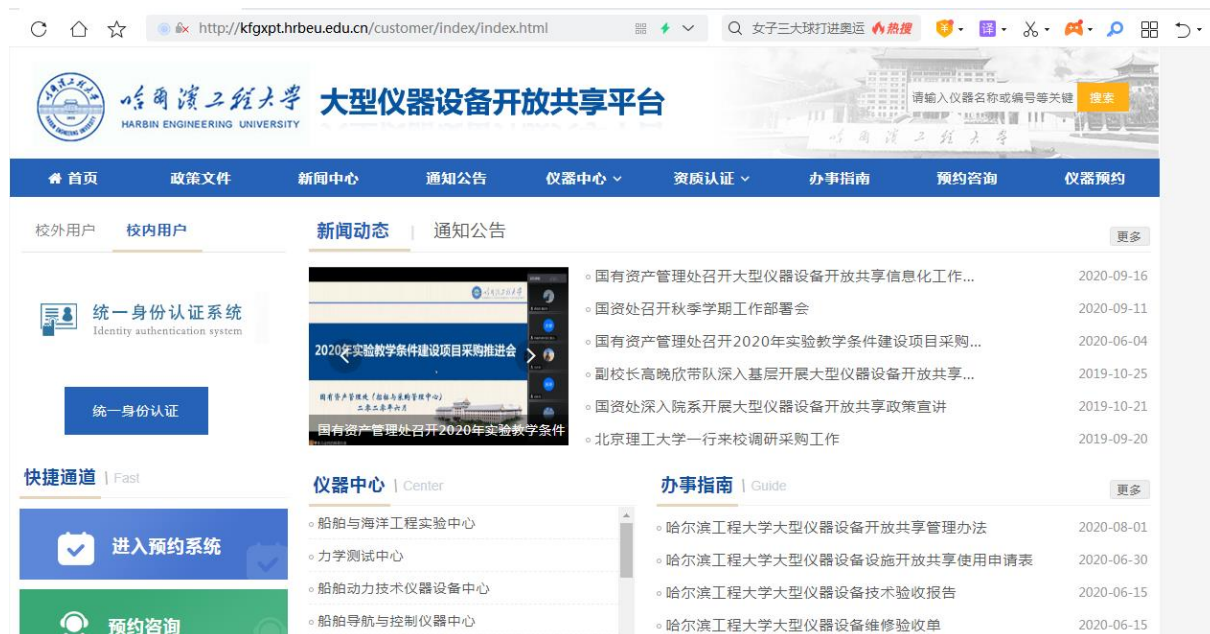 http://kfgxpt.hrbeu.edu.cn/customer/index/index.html
女子三大球打进奥运 热搜
译
哈尔滨工程大学
HARBIN ENGINEERING UNIVERSITY
大型仪器设备开放共享平台
请输入仪器名称或编号等关键
搜索
哈尔滨工程大学
首页 政策文件 新闻中心 通知公告 仪器中心 资质认证 办事指南 预约咨询 仪器预约
校外用户 校内用户
统一身份认证系统
Identity authentication system
统一身份认证
新闻动态 | 通知公告
更多
2020年实验教学条件建设项目采购推进会
国有资产管理处(招标与采购管理中心)
二零二零年六月
国有资产管理处召开2020年实验教学条件
国有资产管理处召开大型仪器设备开放共享信息化工作... 2020-09-16
国资处召开秋季学期工作部署会 2020-09-11
国有资产管理处召开2020年实验教学条件建设项目采购... 2020-06-04
副校长高晚欣带队深入基层开展大型仪器设备开放共享... 2019-10-25
国资处深入院系开展大型仪器设备开放共享政策宣讲 2019-10-21
北京理工大学一行来校调研采购工作 2019-09-20
快捷通道 | Fast
进入预约系统
预约咨询
仪器中心 | Center
船舶与海洋工程实验中心
力学测试中心
船舶动力技术仪器设备中心
船舶导航与控制仪器中心
办事指南 | Guide
更多
哈尔滨工程大学大型仪器设备开放共享管理办法 2020-08-01
哈尔滨工程大学大型仪器设备设施开放共享使用申请表 2020-06-30
哈尔滨工程大学大型仪器设备技术验收报告 2020-06-15
哈尔滨工程大学大型仪器设备维修验收单 2020-06-15